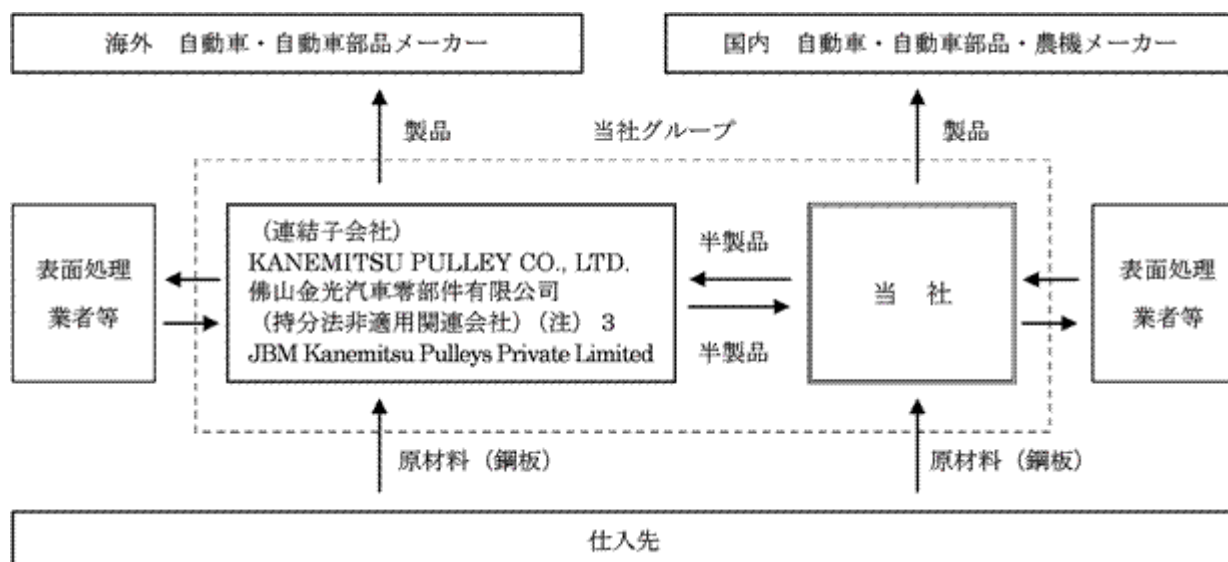 海外 自動車・自動車部品メーカー
国内 自動車・自動車部品・農機メーカー
製品
当社グループ
製品
表面処理
業者等
(連結子会社)
KANEMITSU PULLEY CO., LTD.
佛山金光汽車零部件有限公司
(持分法非適用関連会社)(注) 3
JBM Kanemitsu Pulleys Private Limited
半製品
半製品
当 社
表面処理
業者等
原材料(鋼板)
原材料(鋼板)
仕入先